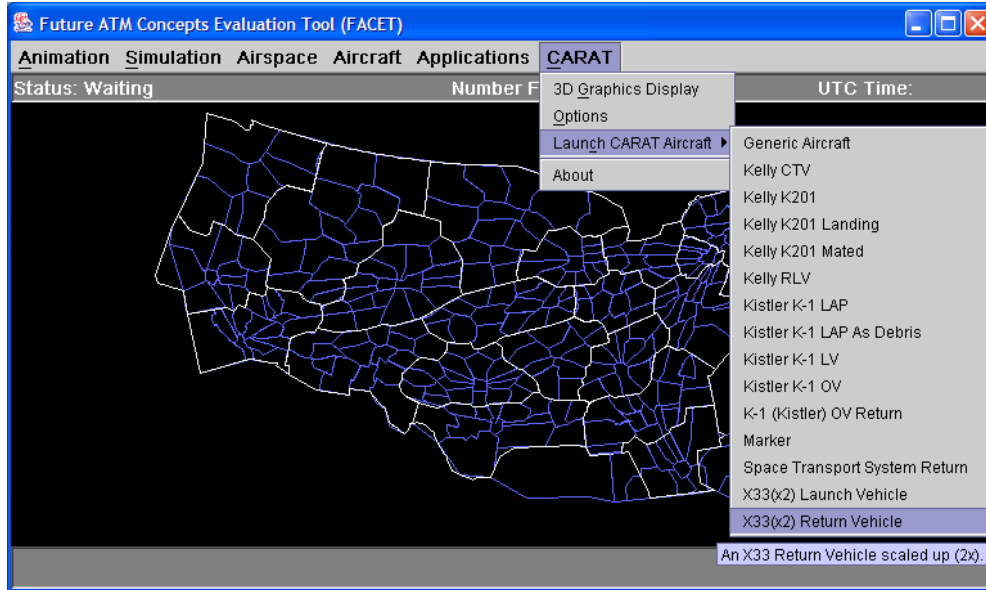 Future ATM Concepts Evaluation Tool (FACET)
Animation Simulation Airspace Aircraft Applications CARAT
Status: Waiting Number F UTC Time:
3D Graphics Display
Options
Launch CARAT Aircraft
About
Generic Aircraft
Kelly CTV
Kelly K201
Kelly K201 Landing
Kelly K201 Mated
Kelly RLV
Kistler K-1 LAP
Kistler K-1 LAP As Debris
Kistler K-1 LV
Kistler K-1 OV
K-1 (Kistler) OV Return
Marker
Space Transport System Return
X33(x2) Launch Vehicle
X33(x2) Return Vehicle
An X33 Return Vehicle scaled up (2x).